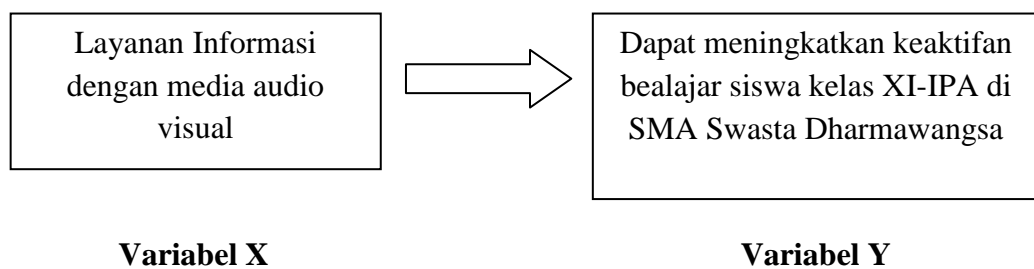 Layanan Informasi
dengan media audio
visual
Dapat meningkatkan keaktifan
bealajar siswa kelas XI-IPA di
SMA Swasta Dharmawangsa
Variabel X
Variabel Y